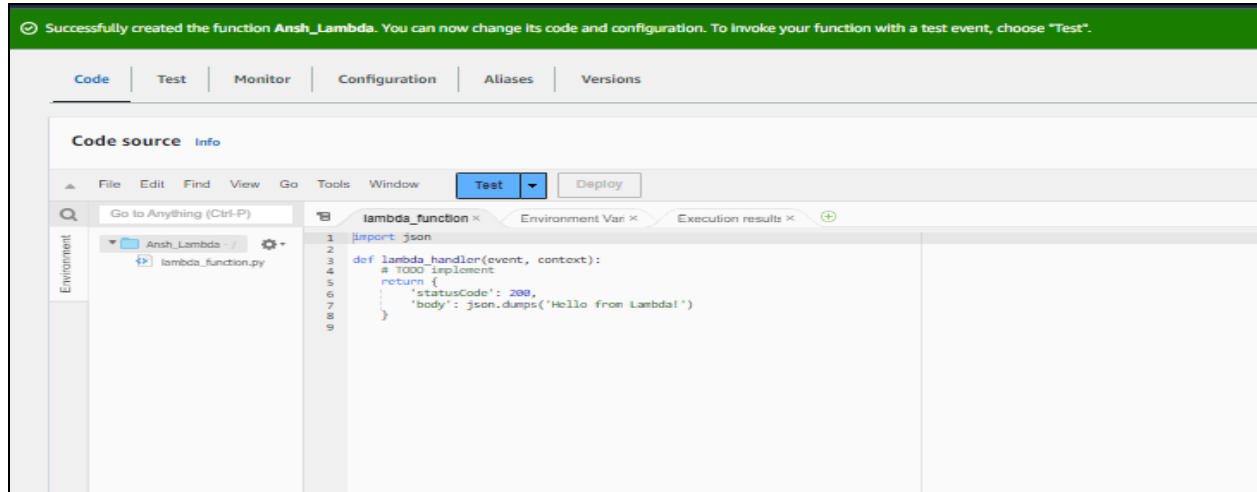 Successfully created the function Ansh_Lambda. You can now change its code and configuration. To invoke your function with a test event, choose "Test".
Code Test Monitor Configuration Aliases Versions
Code source Info
File Edit Find View Go Tools Window Test Deploy
Go to Anything (Ctrl-P)
lambda_function × Environment Vari × Execution results ×
Environment
Ansh_Lambda - /
lambda_function.py
1 import json
2
3 def lambda_handler(event, context):
4 # TODO implement
5 return {
6 'statusCode': 200,
7 'body': json.dumps('Hello from Lambda!')
8 }
9